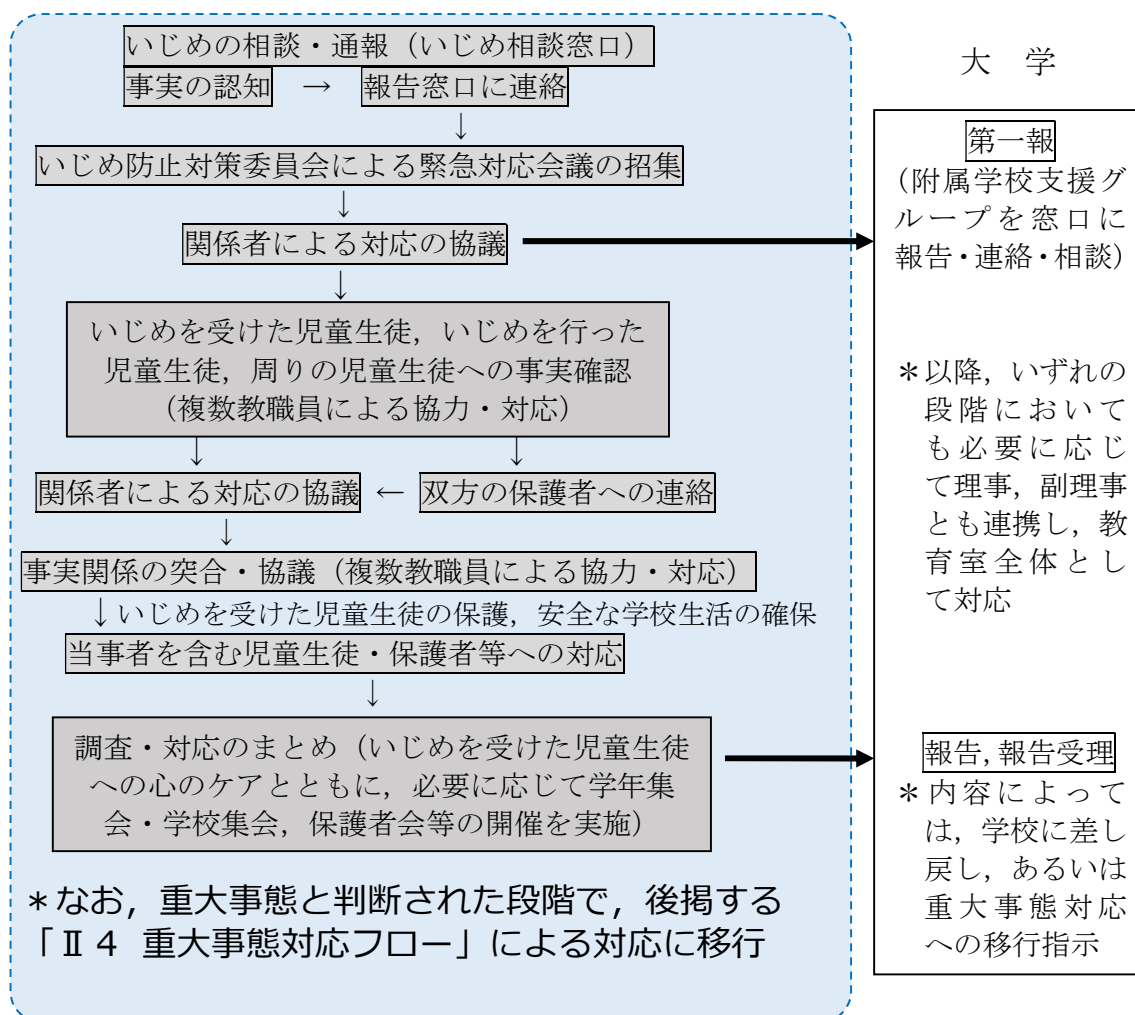 いじめの相談・通報（いじめ相談窓口）
事実の認知 → 報告窓口に連絡
↓
いじめ防止対策委員会による緊急対応会議の招集
↓
関係者による対応の協議
↓
いじめを受けた児童生徒，いじめを行った
児童生徒，周りの児童生徒への事実確認
（複数教職員による協力・対応）
↓ ↓
関係者による対応の協議 ← 双方の保護者への連絡
↓
事実関係の突合・協議（複数教職員による協力・対応）
↓いじめを受けた児童生徒の保護，安全な学校生活の確保
当事者を含む児童生徒・保護者等への対応
↓
調査・対応のまとめ（いじめを受けた児童生徒
への心のケアとともに，必要に応じて学年集
会・学校集会，保護者会等の開催を実施）
＊なお，重大事態と判断された段階で，後掲する
「Ⅱ４ 重大事態対応フロー」による対応に移行
大 学
第一報
（附属学校支援グ
ループを窓口に
報告・連絡・相談）
＊以降，いずれの
段階において
も必要に応じ
て理事，副理事
とも連携し，教
育室全体とし
て対応
報告，報告受理
＊内容によって
は，学校に差し
戻し，あるいは
重大事態対応
への移行指示